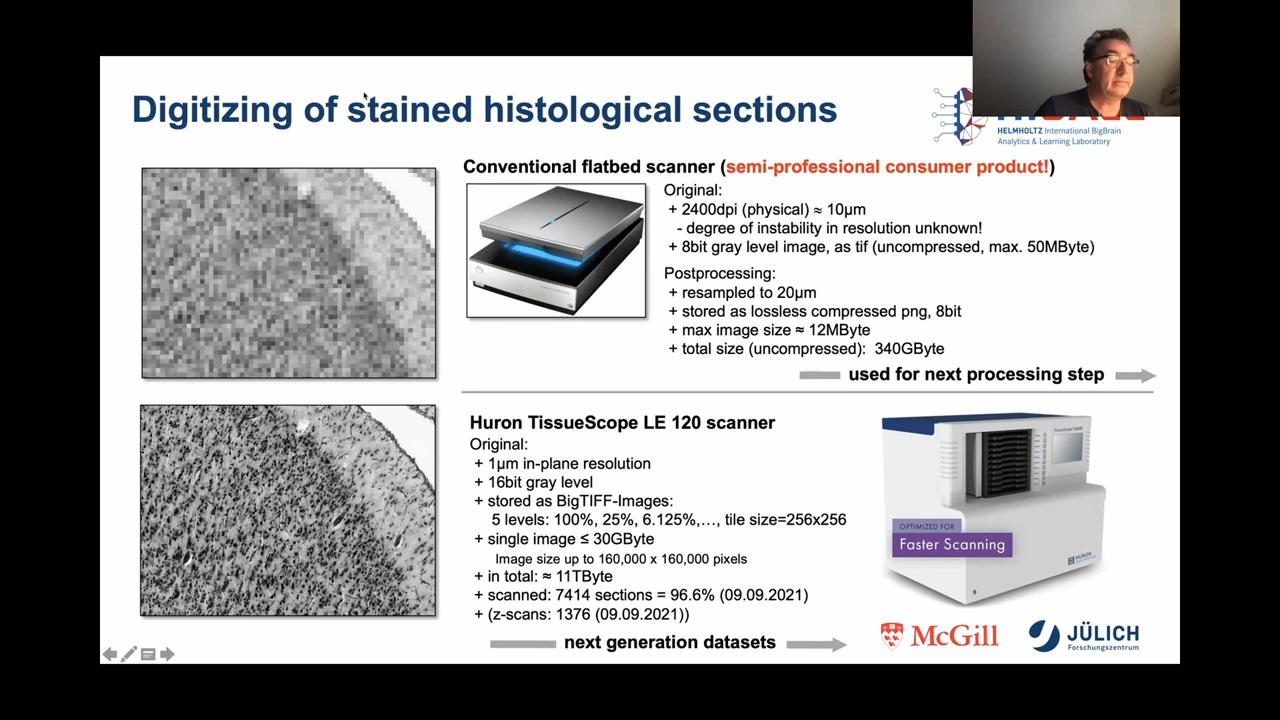 Digitizing of stained histological sections
HELMHOLTZ International BigBrain
Analytics & Learning Laboratory
Conventional flatbed scanner (semi-professional consumer product!)
Original:
+ 2400dpi (physical) ≈ 10µm
- degree of instability in resolution unknown!
+ 8bit gray level image, as tif (uncompressed, max. 50MByte)
Postprocessing:
+ resampled to 20µm
+ stored as lossless compressed png, 8bit
+ max image size ≈ 12MByte
+ total size (uncompressed): 340GByte
used for next processing step
Huron TissueScope LE 120 scanner
Original:
+ 1µm in-plane resolution
+ 16bit gray level
+ stored as BigTIFF-Images:
5 levels: 100%, 25%, 6.125%,…, tile size=256x256
+ single image ≤ 30GByte
Image size up to 160,000 x 160,000 pixels
+ in total: ≈ 11TByte
+ scanned: 7414 sections = 96.6% (09.09.2021)
+ (z-scans: 1376 (09.09.2021))
next generation datasets
OPTIMIZED FOR
Faster Scanning
HURON
McGill
JÜLICH
Forschungszentrum